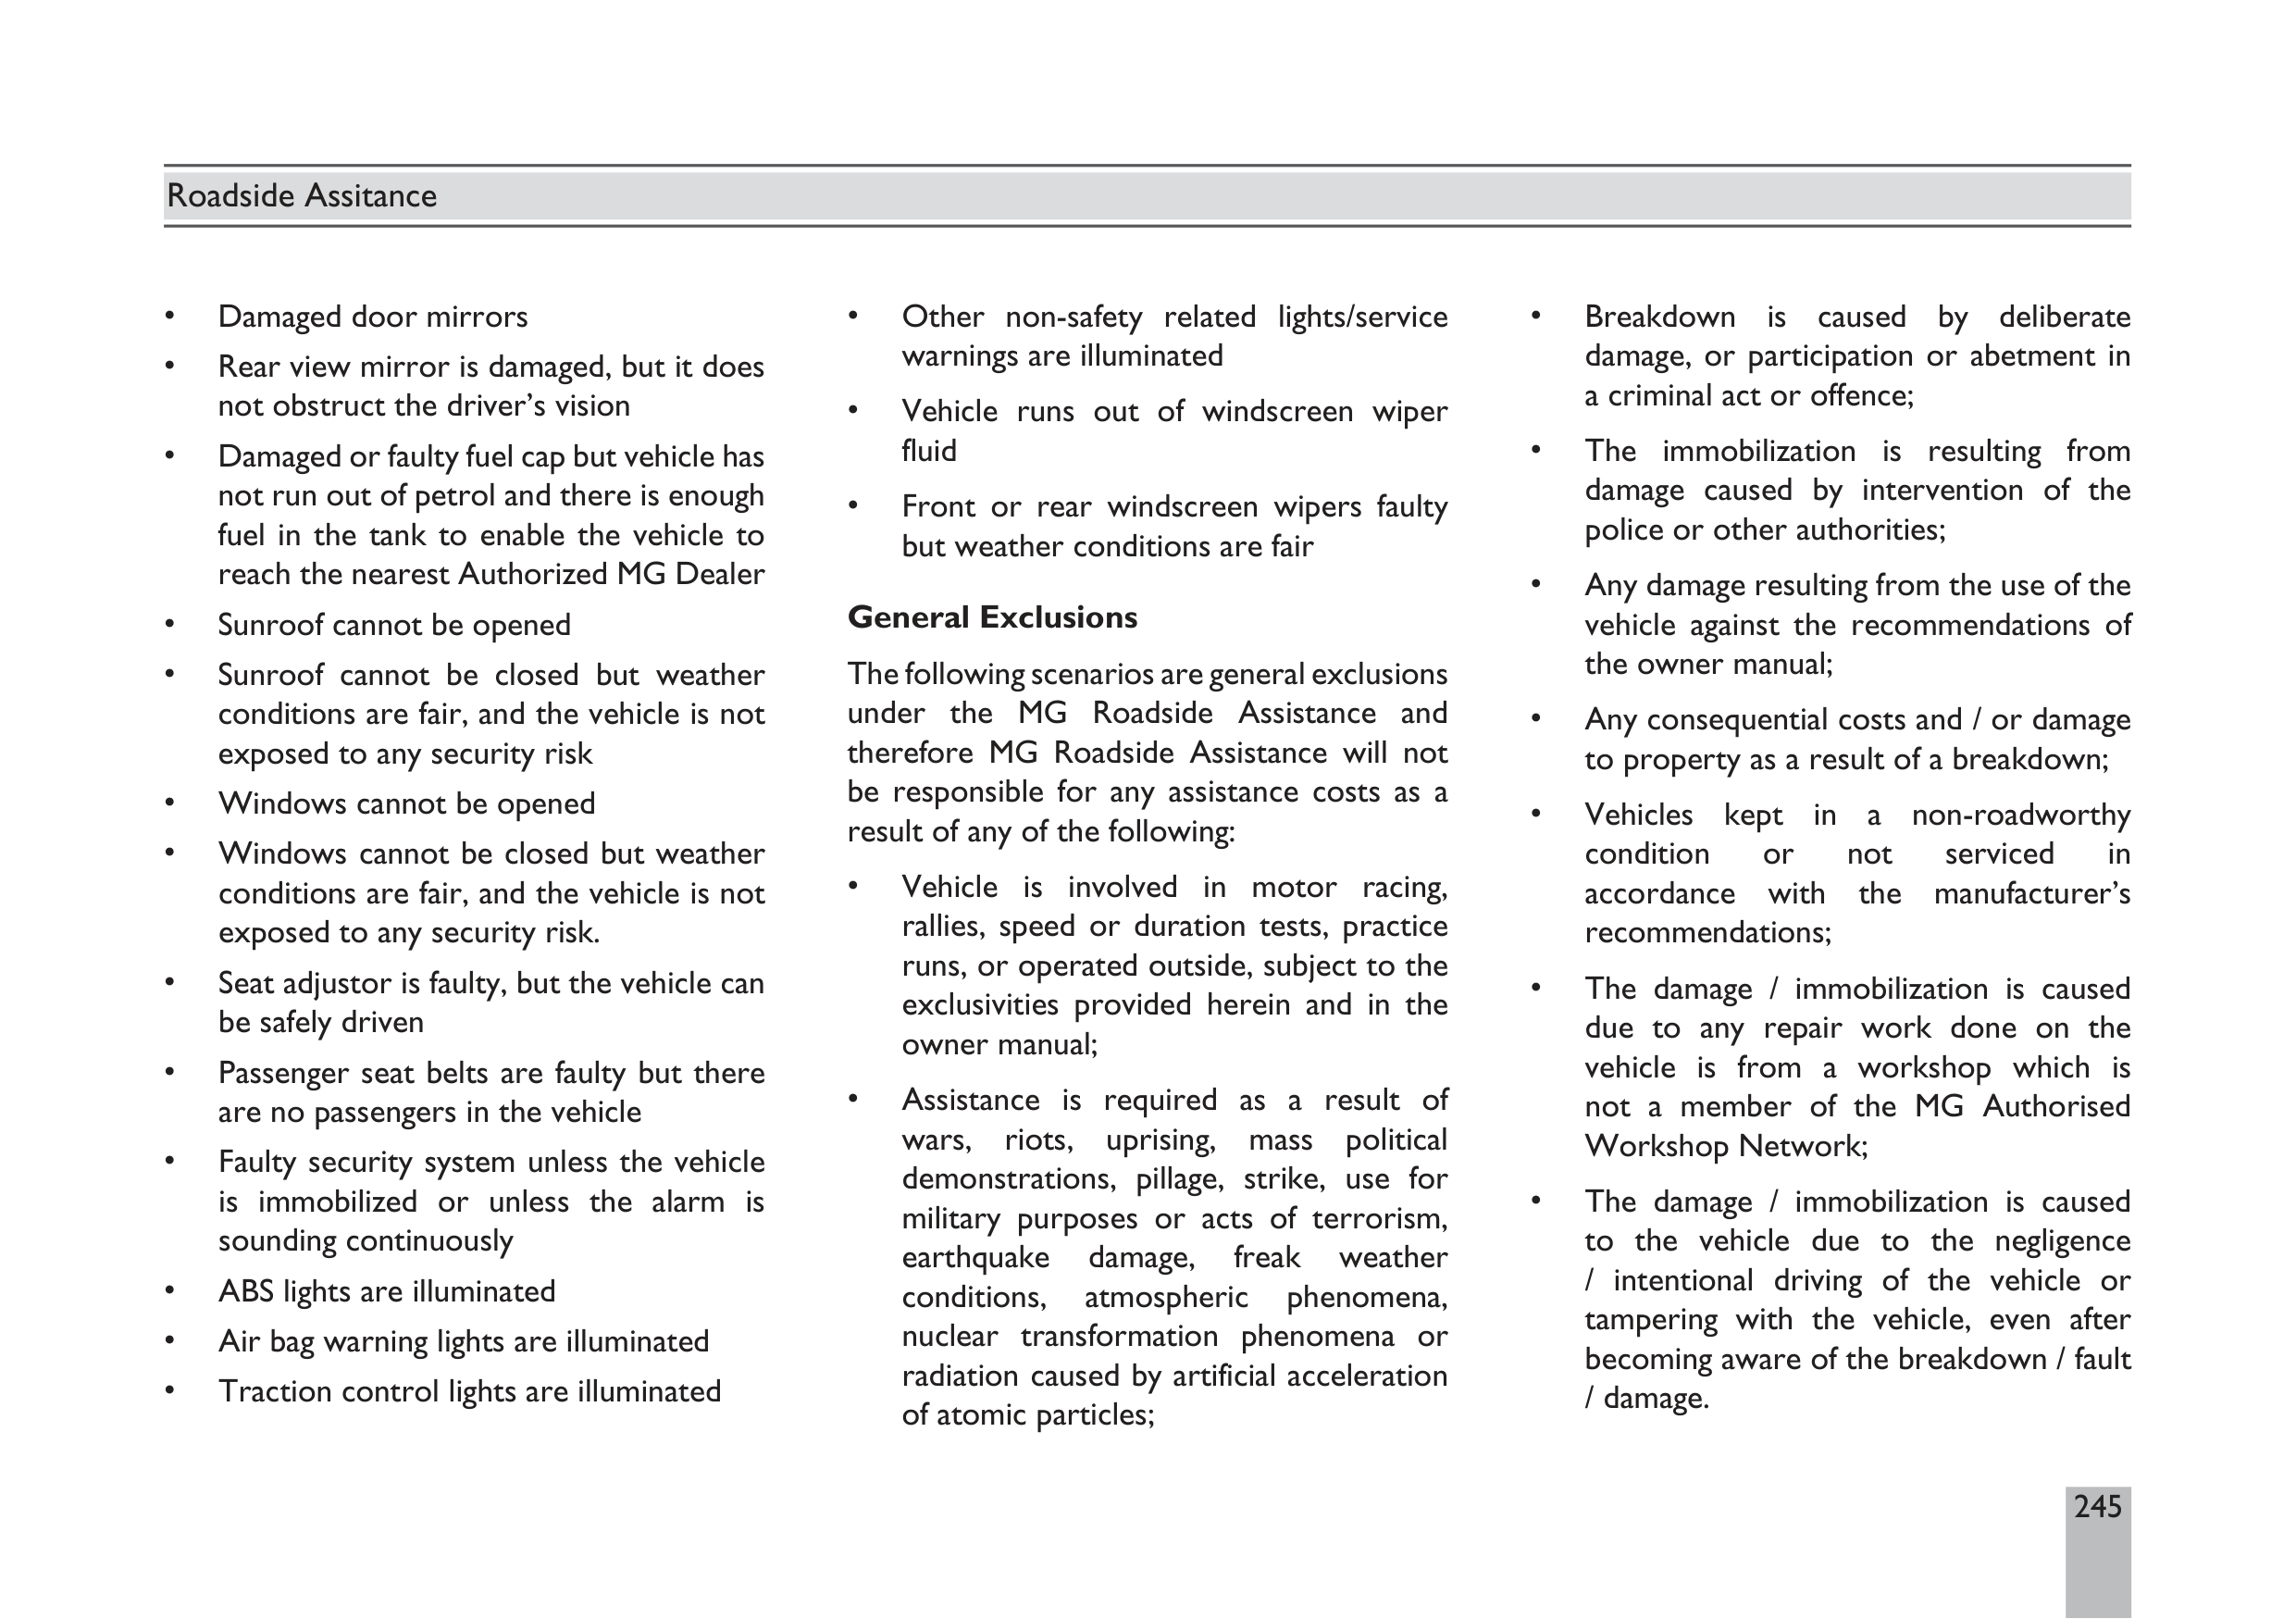 Roadside Assitance
• Damaged door mirrors
• Rear view mirror is damaged, but it does
not obstruct the driver’s vision
• Damaged or faulty fuel cap but vehicle has
not run out of petrol and there is enough
fuel in the tank to enable the vehicle to
reach the nearest Authorized MG Dealer
• Sunroof cannot be opened
• Sunroof cannot be closed but weather
conditions are fair, and the vehicle is not
exposed to any security risk
• Windows cannot be opened
• Windows cannot be closed but weather
conditions are fair, and the vehicle is not
exposed to any security risk.
• Seat adjustor is faulty, but the vehicle can
be safely driven
• Passenger seat belts are faulty but there
are no passengers in the vehicle
• Faulty security system unless the vehicle
is immobilized or unless the alarm is
sounding continuously
• ABS lights are illuminated
• Air bag warning lights are illuminated
• Traction control lights are illuminated
• Other non-safety related lights/service
warnings are illuminated
• Vehicle runs out of windscreen wiper
fluid
• Front or rear windscreen wipers faulty
but weather conditions are fair
General Exclusions
The following scenarios are general exclusions
under the MG Roadside Assistance and
therefore MG Roadside Assistance will not
be responsible for any assistance costs as a
result of any of the following:
• Vehicle is involved in motor racing,
rallies, speed or duration tests, practice
runs, or operated outside, subject to the
exclusivities provided herein and in the
owner manual;
• Assistance is required as a result of
wars, riots, uprising, mass political
demonstrations, pillage, strike, use for
military purposes or acts of terrorism,
earthquake damage, freak weather
conditions, atmospheric phenomena,
nuclear transformation phenomena or
radiation caused by artificial acceleration
of atomic particles;
• Breakdown is caused by deliberate
damage, or participation or abetment in
a criminal act or offence;
• The immobilization is resulting from
damage caused by intervention of the
police or other authorities;
• Any damage resulting from the use of the
vehicle against the recommendations of
the owner manual;
• Any consequential costs and / or damage
to property as a result of a breakdown;
• Vehicles kept in a non-roadworthy
condition or not serviced in
accordance with the manufacturer’s
recommendations;
• The damage / immobilization is caused
due to any repair work done on the
vehicle is from a workshop which is
not a member of the MG Authorised
Workshop Network;
• The damage / immobilization is caused
to the vehicle due to the negligence
/ intentional driving of the vehicle or
tampering with the vehicle, even after
becoming aware of the breakdown / fault
/ damage.
245